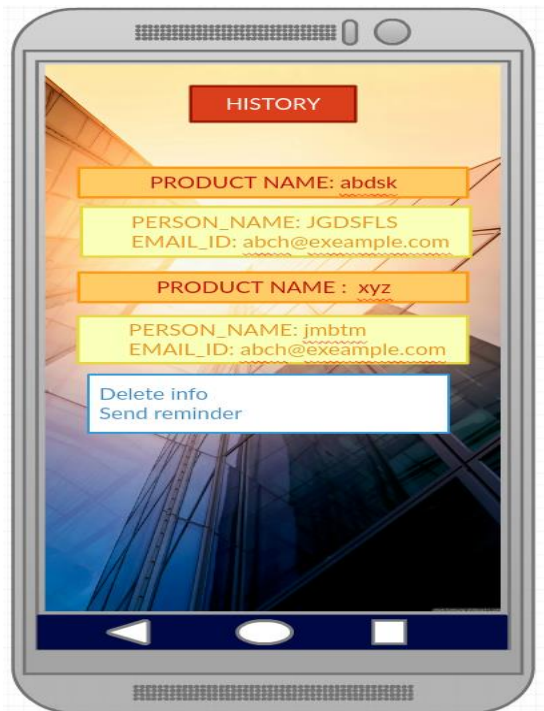 HISTORY
PRODUCT NAME: abdsk
PERSON_NAME: JGDSFLS
EMAIL_ID: abch@exeample.com
PRODUCT NAME : xyz
PERSON_NAME: jmbtm
EMAIL_ID: abch@exeample.com
Delete info
Send reminder